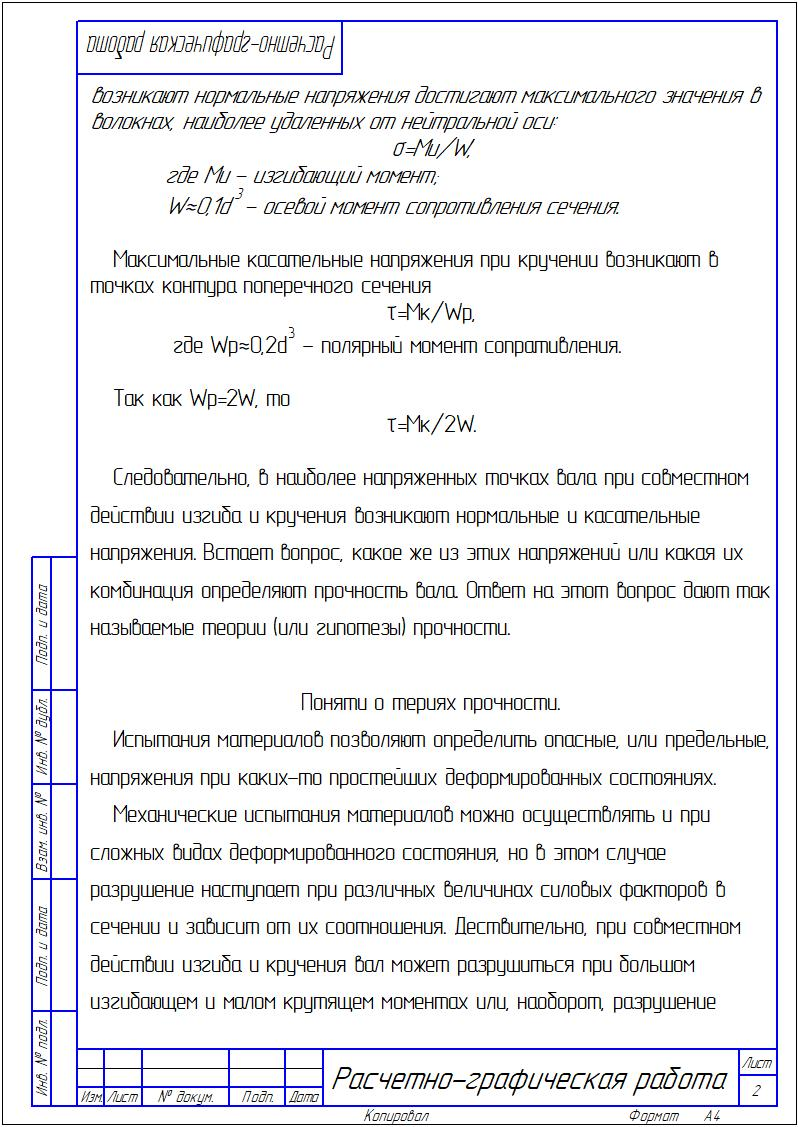 Расчетно-графическая работа
возникают нормальные напряжения достигают максимального значения в
волокнах, наиболее удаленных от нейтральной оси:
σ=Ми/W,
где Ми – изгибающий момент;
W≈0,1d³ – осевой момент сопротивления сечения.
Максимальные касательные напряжения при кручении возникают в
точках контура поперечного сечения
τ=Мк/Wp,
где Wp≈0,2d³ – полярный момент сопративления.
Так как Wp=2W, то
τ=Мк/2W.
Следовательно, в наиболее напряженных точках вала при совместном
действии изгиба и кручения возникают нормальные и касательные
напряжения. Встает вопрос, какое же из этих напряжений или какая их
комбинация определяют прочность вала. Ответ на этот вопрос дают так
называемые теории (или гипотезы) прочности.
Поняти о териях прочности.
Испытания материалов позволяют определить опасные, или предельные,
напряжения при каких-то простейших деформированных состояниях.
Механические испытания материалов можно осуществлять и при
сложных видах деформированного состояния, но в этом случае
разрушение наступает при различных величинах силовых факторов в
сечении и зависит от их соотношения. Дествительно, при совместном
действии изгиба и кручения вал может разрушиться при большом
изгибающем и малом крутящем моментах или, наоборот, разрушение
Подп. и дата
Инв. № дубл.
Взам. инв. №
Подп. и дата
Инв. № подл.
Изм. Лист № докум. Подп. Дата
Расчетно-графическая работа
Лист
2
Копировал Формат А4